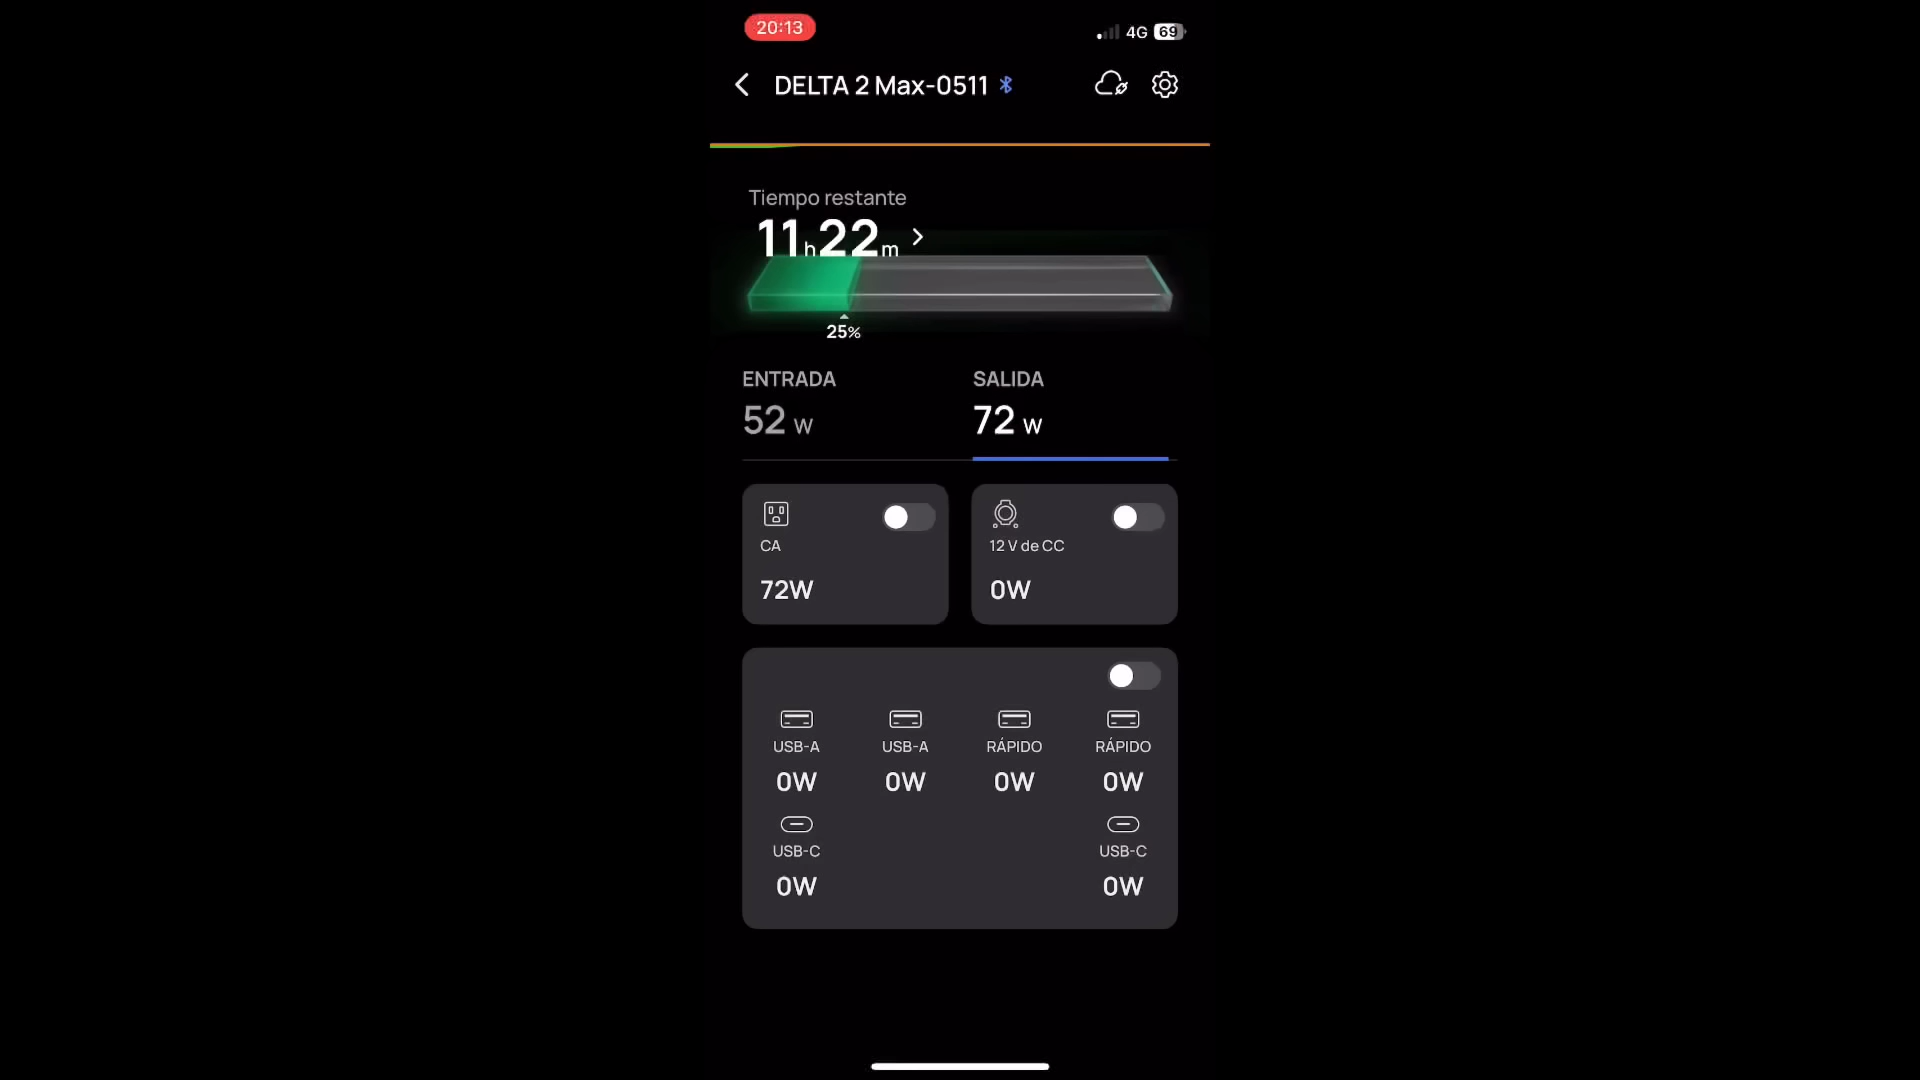 20:13
4G 69
DELTA 2 Max-0511
Tiempo restante
11h22m
25%
ENTRADA SALIDA
52 W 72 W
CA 12 V de CC
72W 0W
USB-A USB-A RÁPIDO RÁPIDO
0W 0W 0W 0W
USB-C USB-C
0W 0W